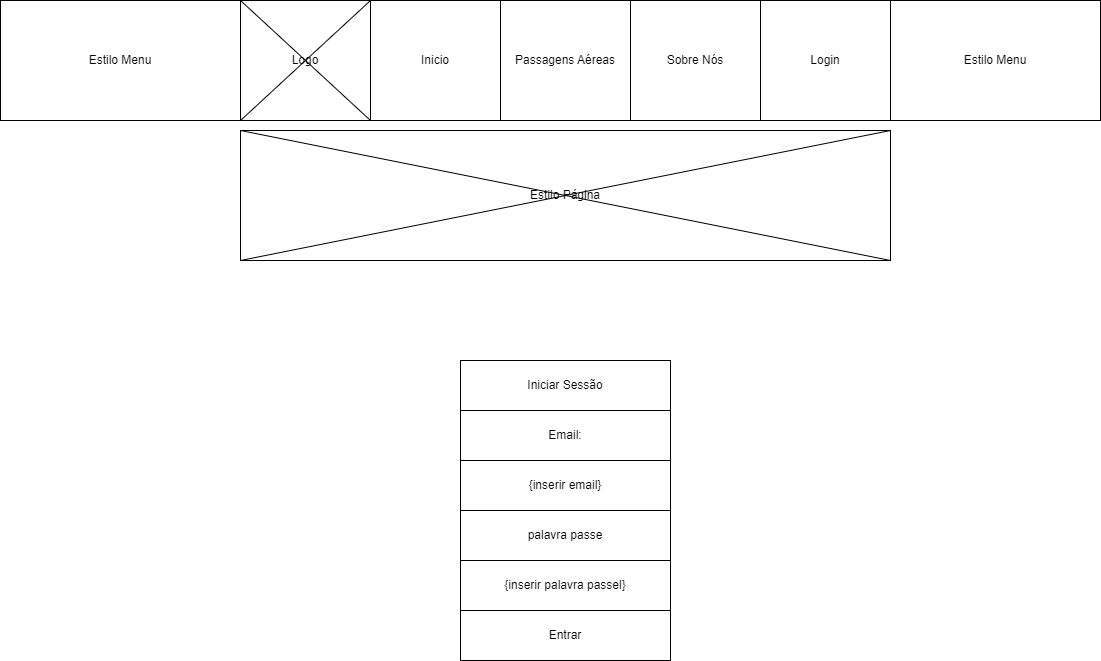 Estilo Menu
Logo
Inicio
Passagens Aéreas
Sobre Nós
Login
Estilo Menu
Estilo Página
Iniciar Sessão
Email:
{inserir email}
palavra passe
{inserir palavra passel}
Entrar